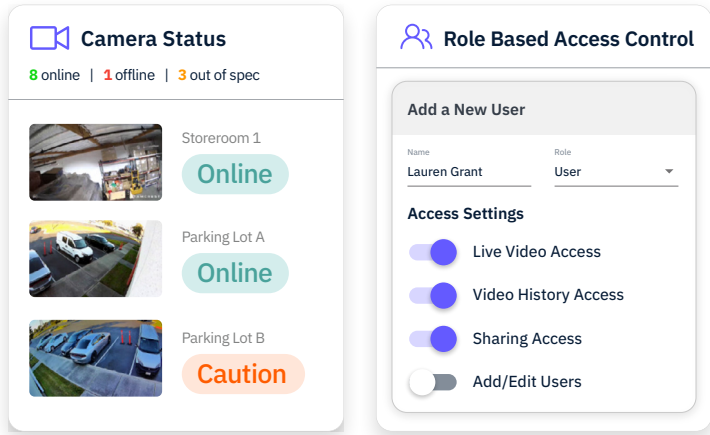 Camera Status
8 online | 1 offline | 3 out of spec
Storeroom 1
Online
Parking Lot A
Online
Parking Lot B
Caution
Role Based Access Control
Add a New User
Name
Role
Lauren Grant
User
Access Settings
Live Video Access
Video History Access
Sharing Access
Add/Edit Users